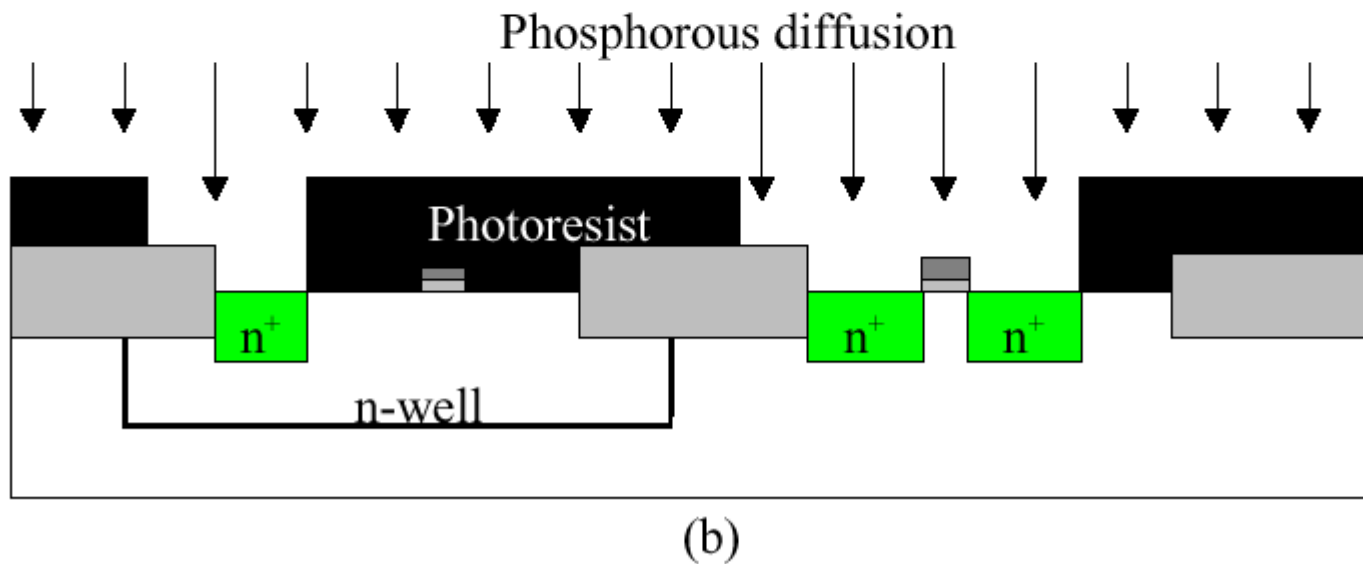 Phosphorous diffusion
Photoresist
n⁺ n⁺ n⁺
n-well
(b)